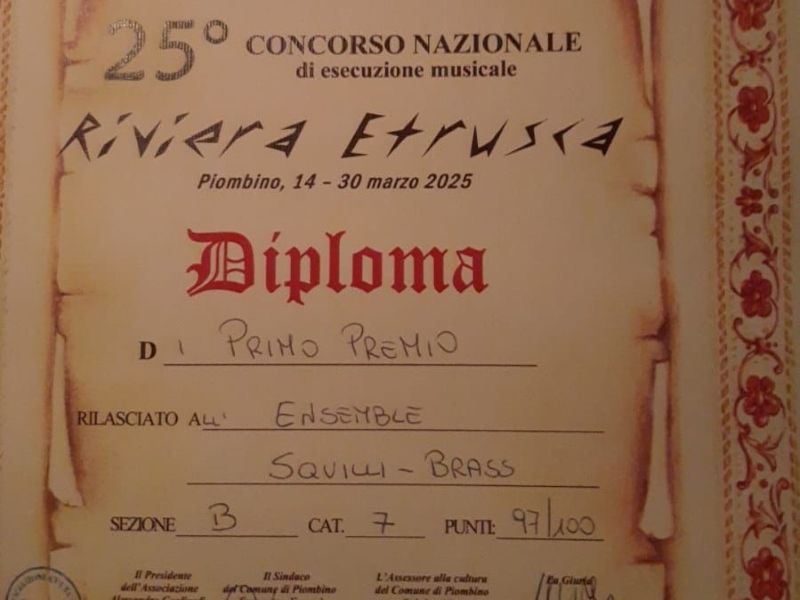 25° CONCORSO NAZIONALE
di esecuzione musicale
Riviera Etrusca
Piombino, 14 – 30 marzo 2025
Diploma
DI PRIMO PREMIO
RILASCIATO ALL' ENSEMBLE
SQUILLI – BRASS
SEZIONE B CAT. 7 PUNTI: 97/100
Il Presidente Il Sindaco L'Assessore alla cultura La Giuria
dell'Associazione del Comune di Piombino del Comune di Piombino